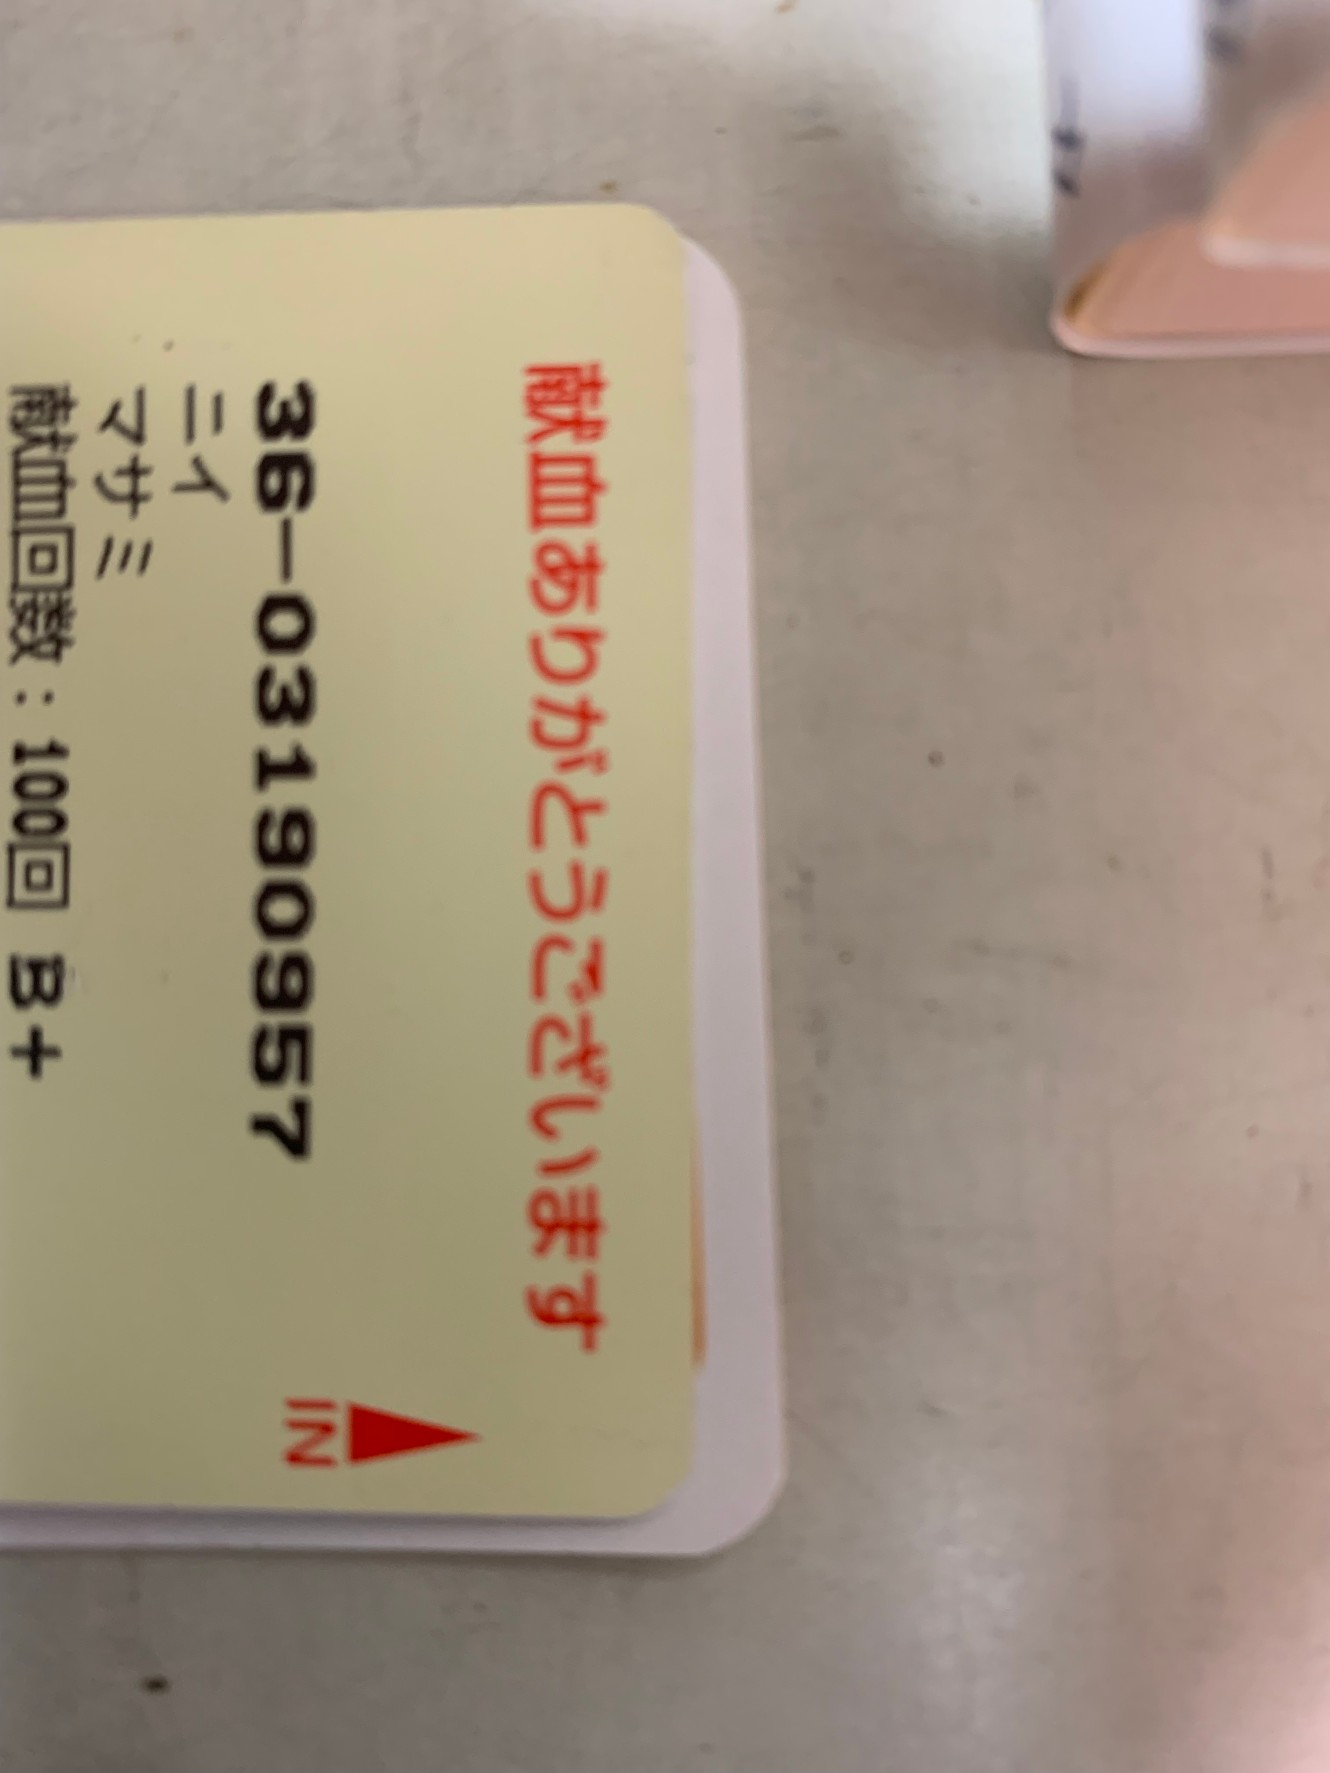 献血ありがとうございます
IN
36-03190957
ニイ
マサミ
献血回数：100回 B+